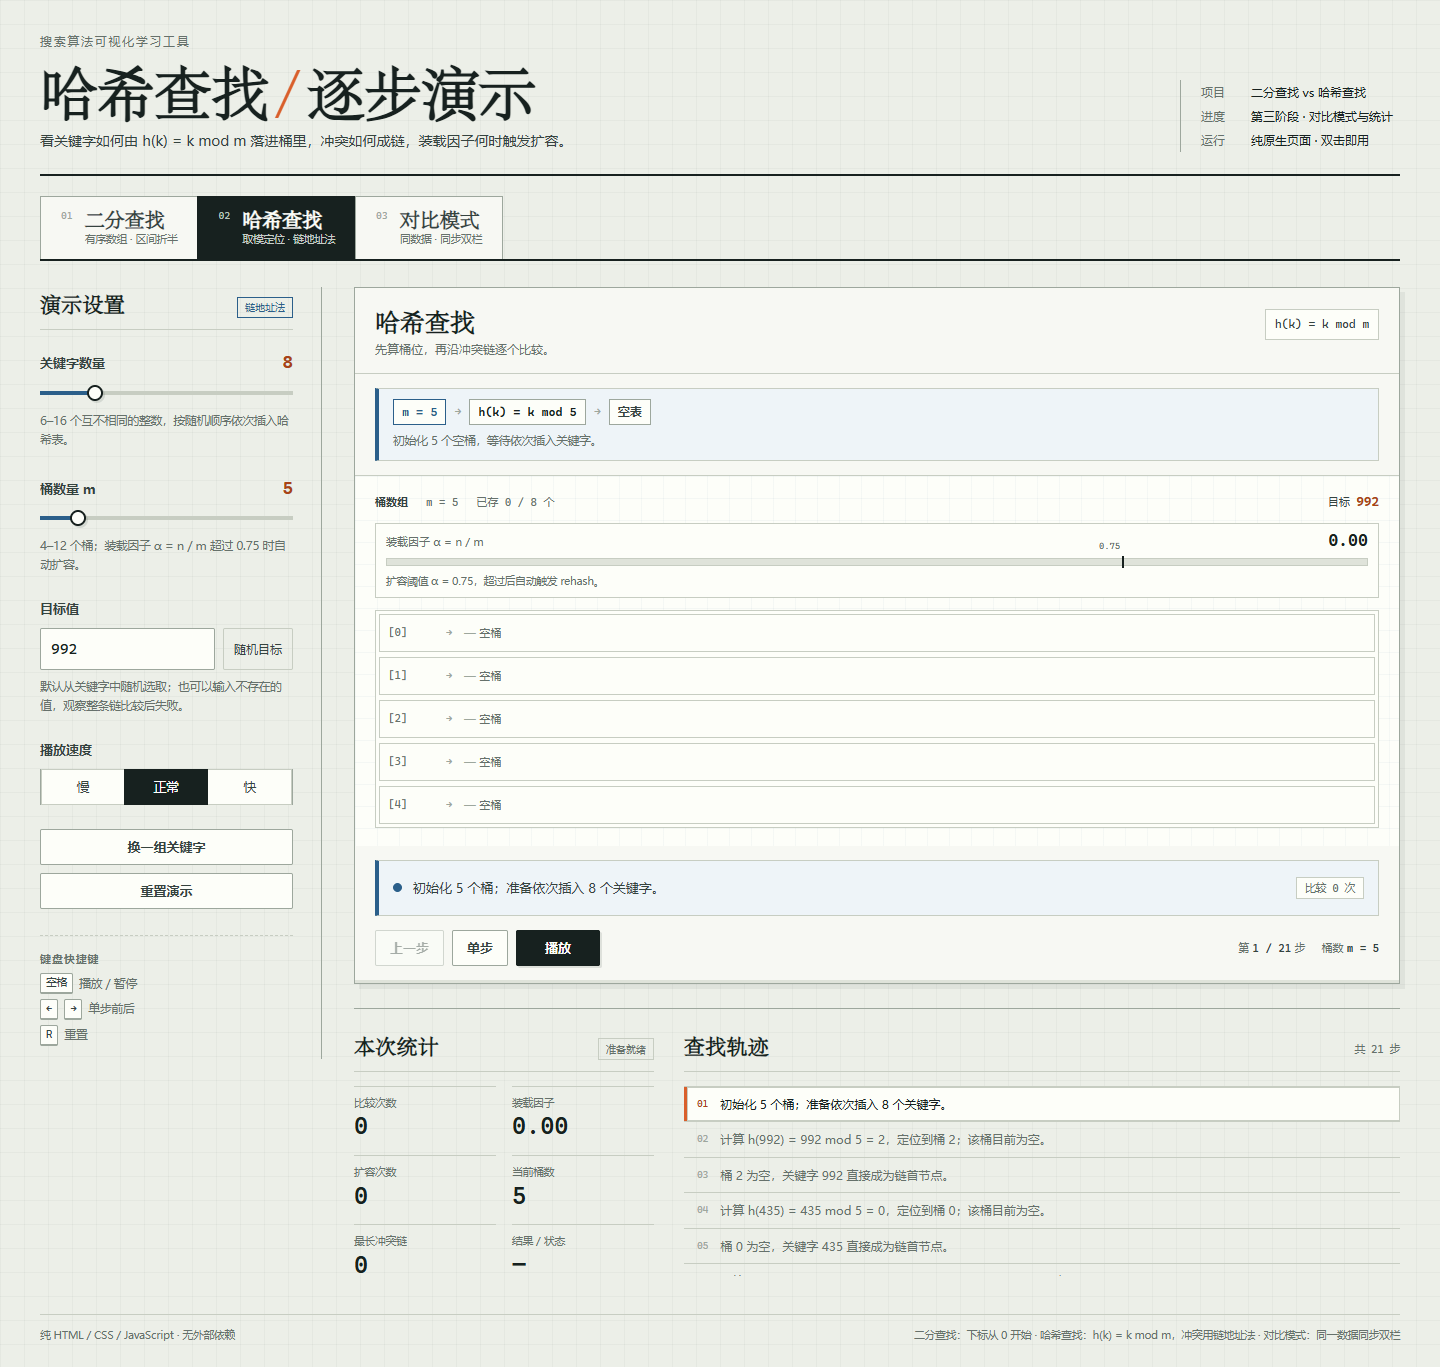 搜索算法可视化学习工具
哈希查找/逐步演示
看关键字如何由 h(k) = k mod m 落进桶里，冲突如何成链，装载因子何时触发扩容。
项目 二分查找 vs 哈希查找
进度 第三阶段 · 对比模式与统计
运行 纯原生页面 · 双击即用
01 二分查找
有序数组 · 区间折半
02 哈希查找
取模定位 · 链地址法
03 对比模式
同数据 · 同步双栏
演示设置 链地址法
关键字数量 8
6–16 个互不相同的整数，按随机顺序依次插入哈
希表。
桶数量 m 5
4–12 个桶；装载因子 α = n / m 超过 0.75 时自
动扩容。
目标值
992 随机目标
默认从关键字中随机选取；也可以输入不存在的
值，观察整条链比较后失败。
播放速度
慢 正常 快
换一组关键字
重置演示
键盘快捷键
空格 播放 / 暂停
← → 单步前后
R 重置
哈希查找
先算桶位，再沿冲突链逐个比较。
h(k) = k mod m
m = 5 → h(k) = k mod 5 → 空表
初始化 5 个空桶，等待依次插入关键字。
桶数组 m = 5 已存 0 / 8 个 目标 992
装载因子 α = n / m 0.75 0.00
扩容阈值 α = 0.75，超过后自动触发 rehash。
[0] → — 空桶
[1] → — 空桶
[2] → — 空桶
[3] → — 空桶
[4] → — 空桶
初始化 5 个桶；准备依次插入 8 个关键字。 比较 0 次
上一步 单步 播放 第 1 / 21 步 桶数 m = 5
本次统计 准备就绪
比较次数 装载因子
0 0.00
扩容次数 当前桶数
0 5
最长冲突链 结果 / 状态
0 —
查找轨迹 共 21 步
01 初始化 5 个桶；准备依次插入 8 个关键字。
02 计算 h(992) = 992 mod 5 = 2，定位到桶 2；该桶目前为空。
03 桶 2 为空，关键字 992 直接成为链首节点。
04 计算 h(435) = 435 mod 5 = 0，定位到桶 0；该桶目前为空。
05 桶 0 为空，关键字 435 直接成为链首节点。
纯 HTML / CSS / JavaScript · 无外部依赖
二分查找：下标从 0 开始 · 哈希查找：h(k) = k mod m，冲突用链地址法 · 对比模式：同一数据同步双栏